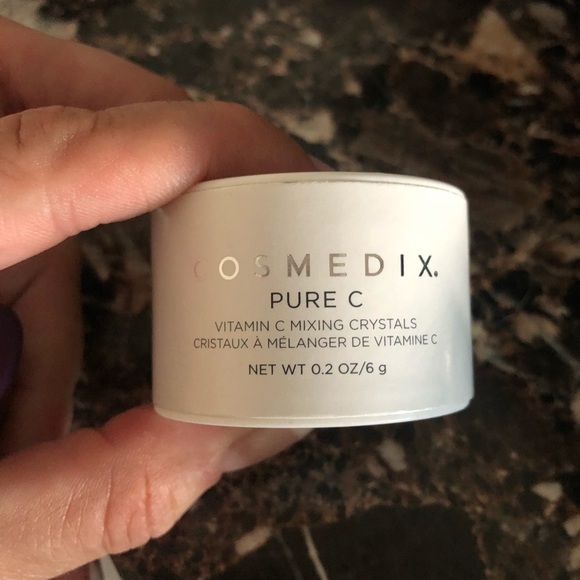 COSMEDIX.
PURE C
VITAMIN C MIXING CRYSTALS
CRISTAUX À MÉLANGER DE VITAMINE C
NET WT 0.2 OZ/6 g